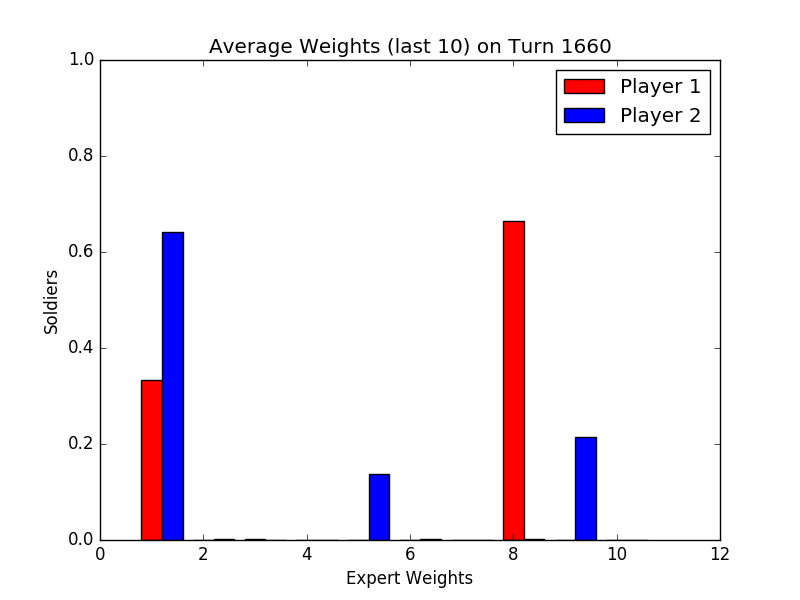 Average Weights (last 10) on Turn 1660
1.0
Player 1
Player 2
0.8
0.6
Soldiers
0.4
0.2
0.0
0 2 4 6 8 10 12
Expert Weights